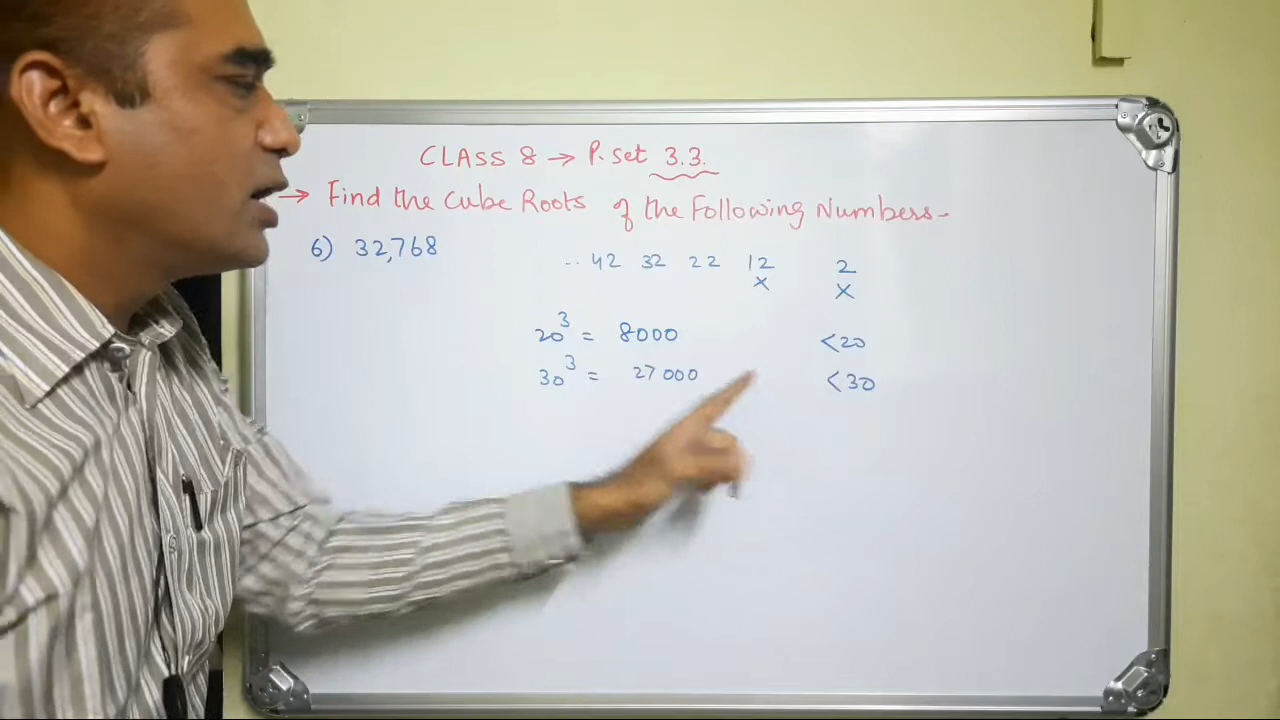 CLASS 8 → P. Set 3.3.
→ Find the Cube Roots of the Following Numbers.
6) 32,768
.. 42 32 22 12 2
x x
20³ = 8000 <20
30³ = 27000 <30